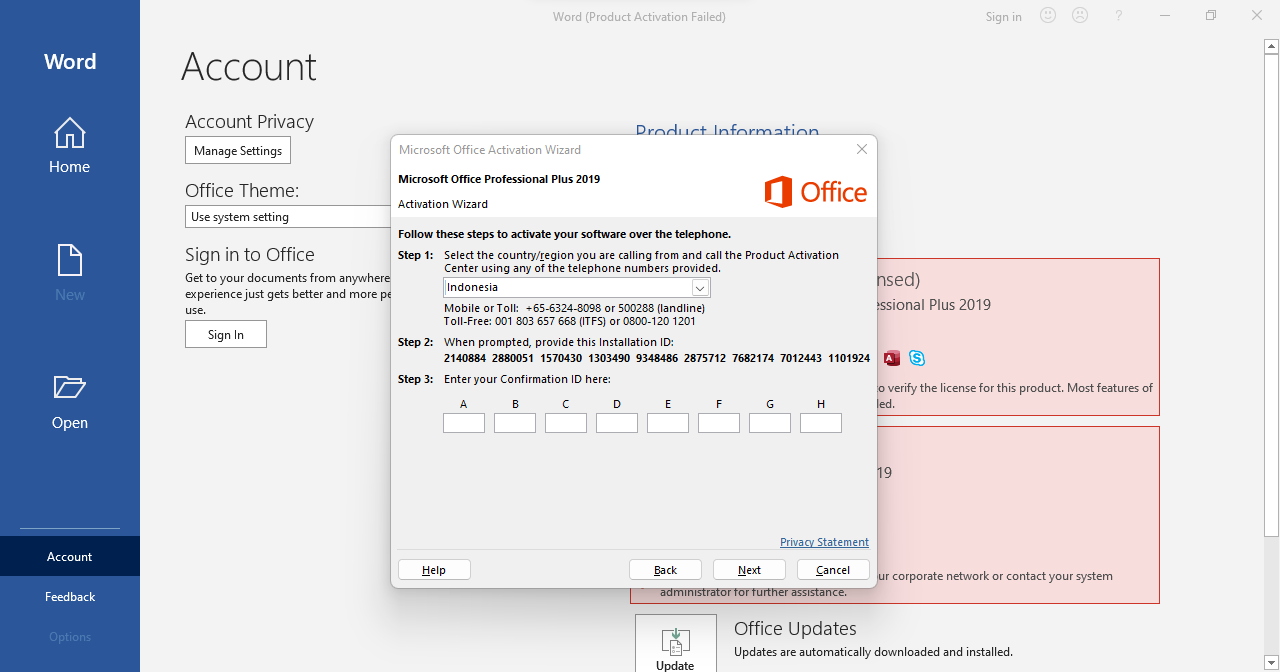 Word (Product Activation Failed)
Sign in
?
Word
Home
New
Open
Account
Feedback
Options
Account
Account Privacy
Manage Settings
Office Theme:
Use system setting
Sign in to Office
Get to your documents from anywhere
experience just gets better and more pe
use.
Sign In
Product Information
nsed)
ssional Plus 2019
A
S
o verify the license for this product. Most features of
led.
19
ur corporate network or contact your system
administrator for further assistance.
Update
Office Updates
Updates are automatically downloaded and installed.
Microsoft Office Activation Wizard
Microsoft Office Professional Plus 2019
Activation Wizard
Office
Follow these steps to activate your software over the telephone.
Step 1: Select the country/region you are calling from and call the Product Activation
Center using any of the telephone numbers provided.
Indonesia
Mobile or Toll: +65-6324-8098 or 500288 (landline)
Toll-Free: 001 803 657 668 (ITFS) or 0800-120 1201
Step 2: When prompted, provide this Installation ID:
2140884 2880051 1570430 1303490 9348486 2875712 7682174 7012443 1101924
Step 3: Enter your Confirmation ID here:
A B C D E F G H
Privacy Statement
Help Back Next Cancel